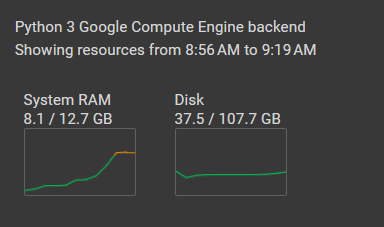 Python 3 Google Compute Engine backend
Showing resources from 8:56 AM to 9:19 AM
System RAM
8.1 / 12.7 GB
Disk
37.5 / 107.7 GB